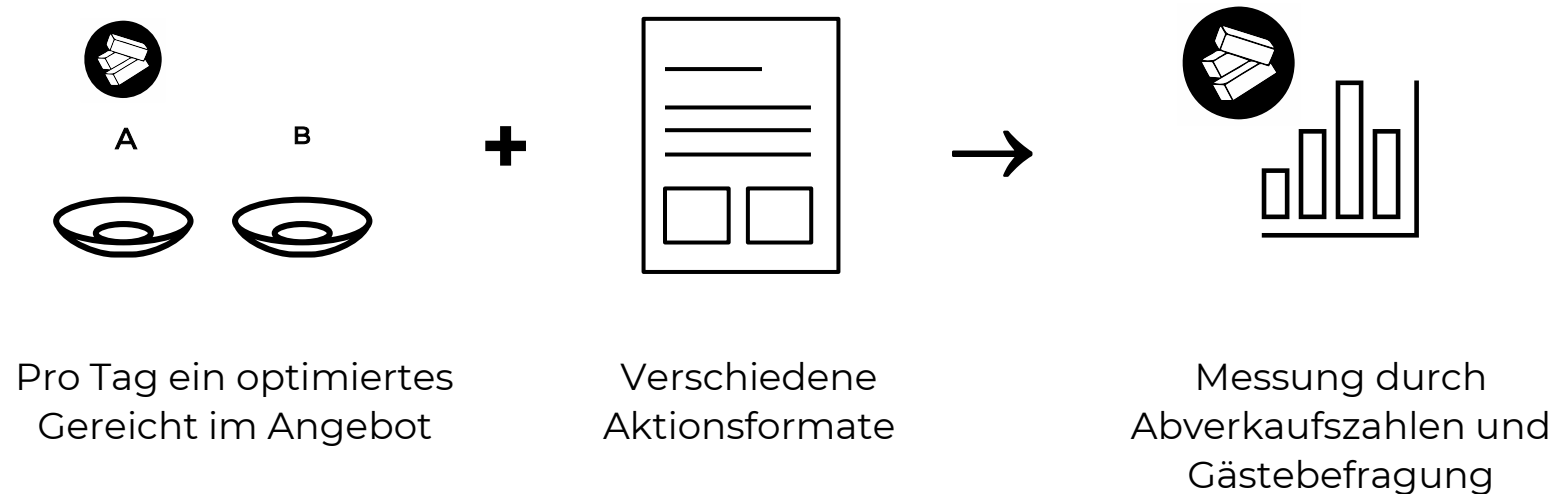 A
B
Pro Tag ein optimiertes
Gereicht im Angebot
Verschiedene
Aktionsformate
Messung durch
Abverkaufszahlen und
Gästebefragung